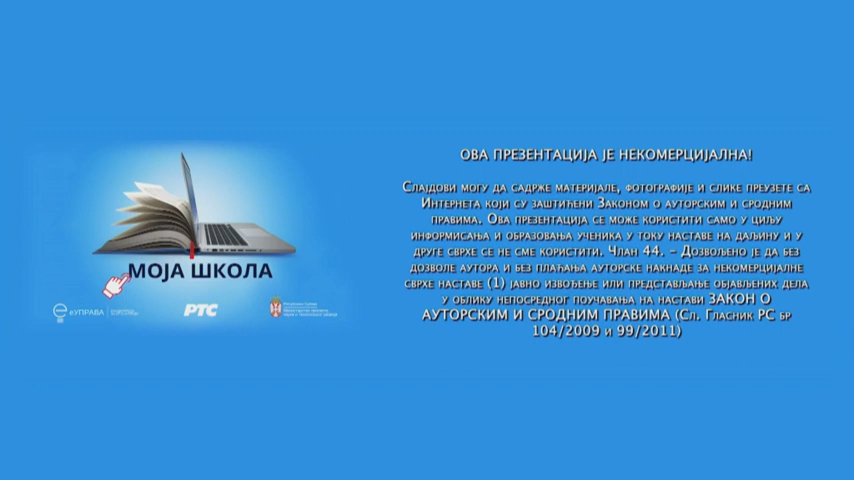 ОВА ПРЕЗЕНТАЦИЈА ЈЕ НЕКОМЕРЦИЈАЛНА!
Слајдови могу да садрже материјале, фотографије и слике преузете са
Интернета који су заштићени Законом о ауторским и сродним
правима. Ова презентација се може користити само у циљу
информисања и образовања ученика у току наставе на даљину и у
друге сврхе се не сме користити. Члан 44. – Дозвољено је да без
дозволе аутора и без плаћања ауторске накнаде за некомерцијалне
сврхе наставе (1) јавно извођење или представљање објављених дела
у облику непосредног поучавања на настави ЗАКОН О
АУТОРСКИМ И СРОДНИМ ПРАВИМА (Сл. Гласник РС бр
104/2009 и 99/2011)
МОЈА ШКОЛА
еУПРАВА
РТС
Република Србија